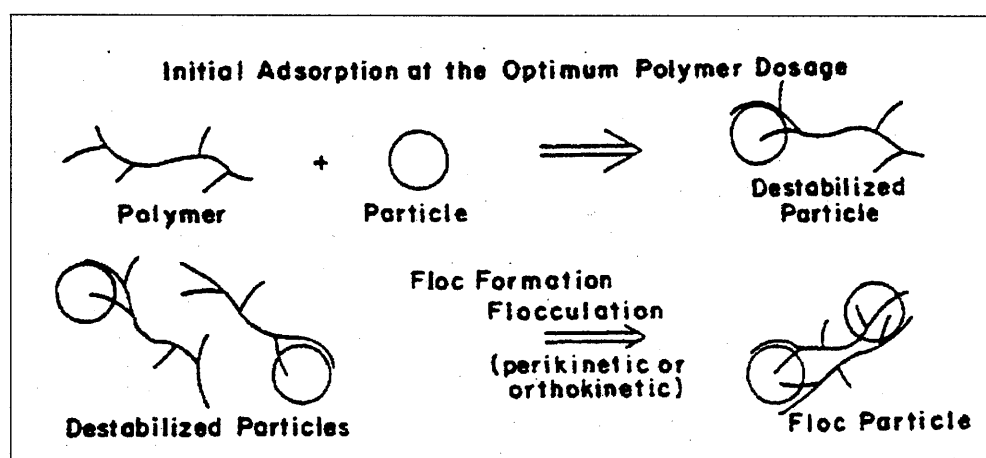 Initial Adsorption at the Optimum Polymer Dosage
+
Polymer
Particle
Destabilized
Particle
Floc Formation
Flocculation
(perikinetic or
orthokinetic)
Destabilized Particles
Floc Particle